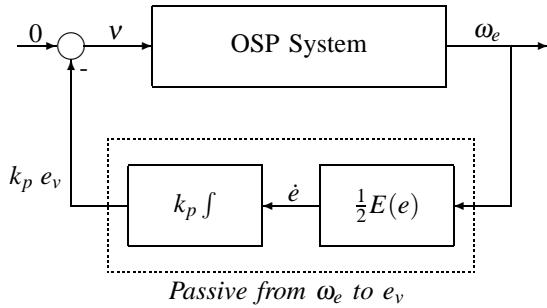 0
ν
OSP System
ω_e
-
k_p e_v
k_p ∫
ė
½E(e)
Passive from ω_e to e_v